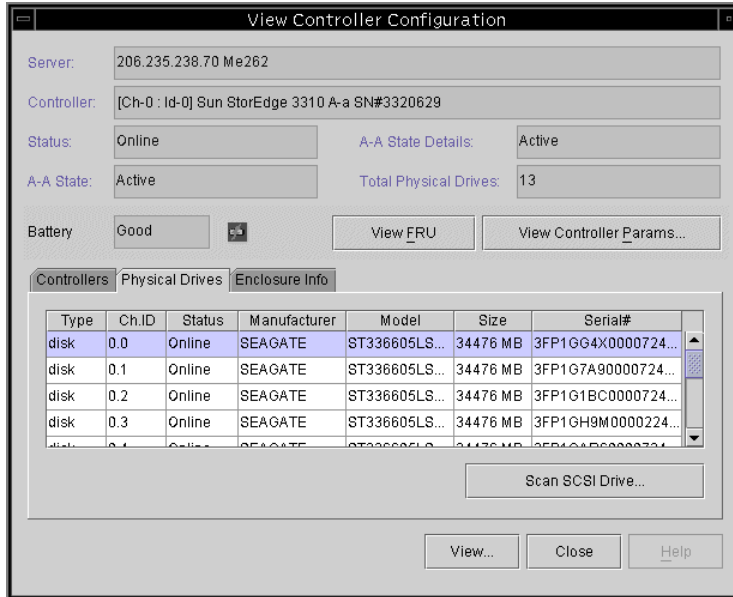 View Controller Configuration
Server: 206.235.238.70 Me262
Controller: [Ch-0 : Id-0] Sun StorEdge 3310 A-a SN#3320629
Status: Online A-A State Details: Active
A-A State: Active Total Physical Drives: 13
Battery Good View FRU View Controller Params...
Controllers Physical Drives Enclosure Info
Type Ch.ID Status Manufacturer Model Size Serial#
disk 0.0 Online SEAGATE ST336605LS... 34476 MB 3FP1GG4X0000724...
disk 0.1 Online SEAGATE ST336605LS... 34476 MB 3FP1G7A90000724...
disk 0.2 Online SEAGATE ST336605LS... 34476 MB 3FP1G1BC0000724...
disk 0.3 Online SEAGATE ST336605LS... 34476 MB 3FP1GH9M0000224...
Scan SCSI Drive...
View... Close Help